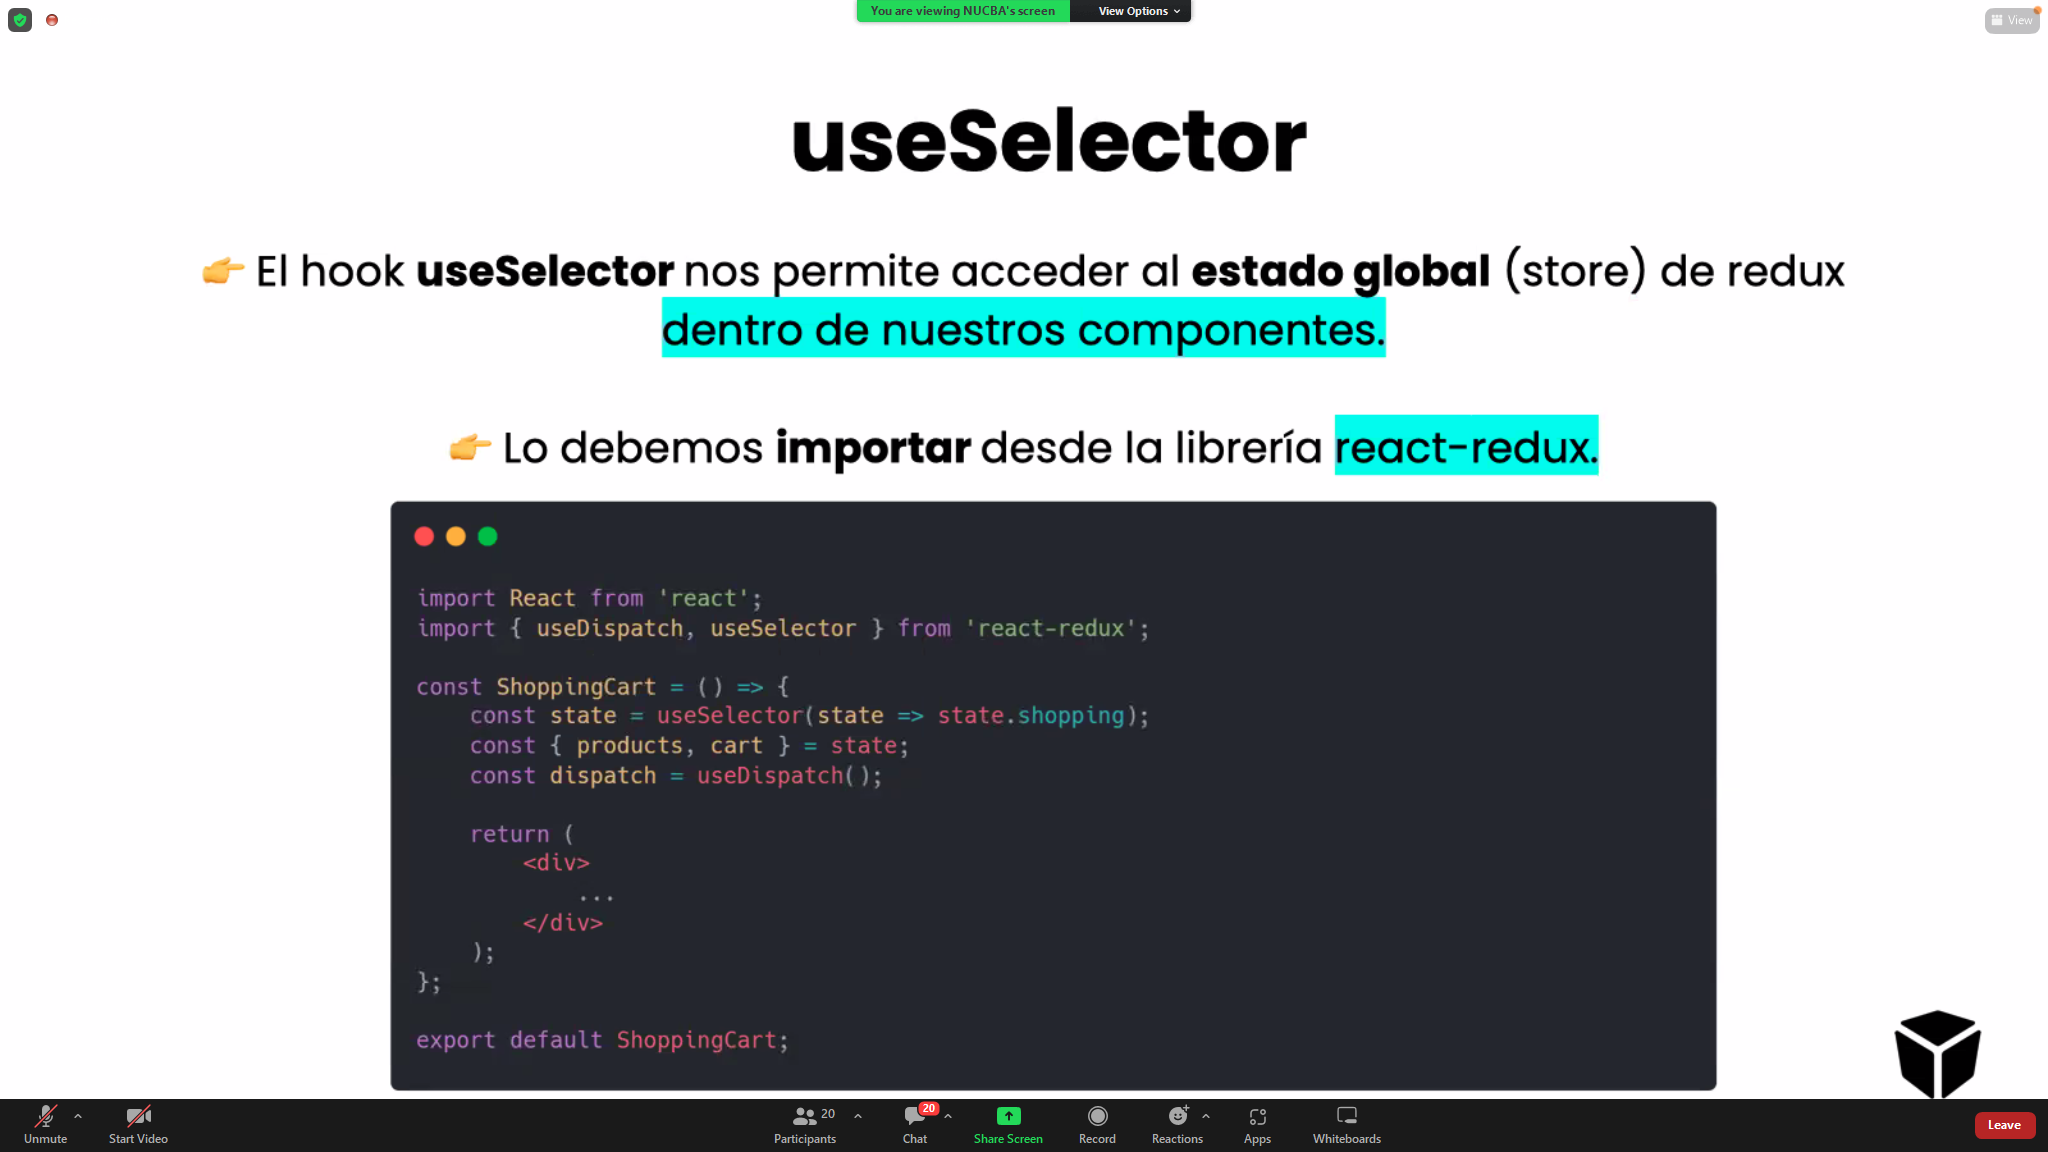 You are viewing NUCBA's screen View Options
View
useSelector
👉 El hook useSelector nos permite acceder al estado global (store) de redux
dentro de nuestros componentes.
👉 Lo debemos importar desde la librería react-redux.
import React from 'react';
import { useDispatch, useSelector } from 'react-redux';
const ShoppingCart = () => {
    const state = useSelector(state => state.shopping);
    const { products, cart } = state;
    const dispatch = useDispatch();
    return (
        <div>
            ...
        </div>
    );
};
export default ShoppingCart;
20 20
Unmute Start Video Participants Chat Share Screen Record Reactions Apps Whiteboards Leave